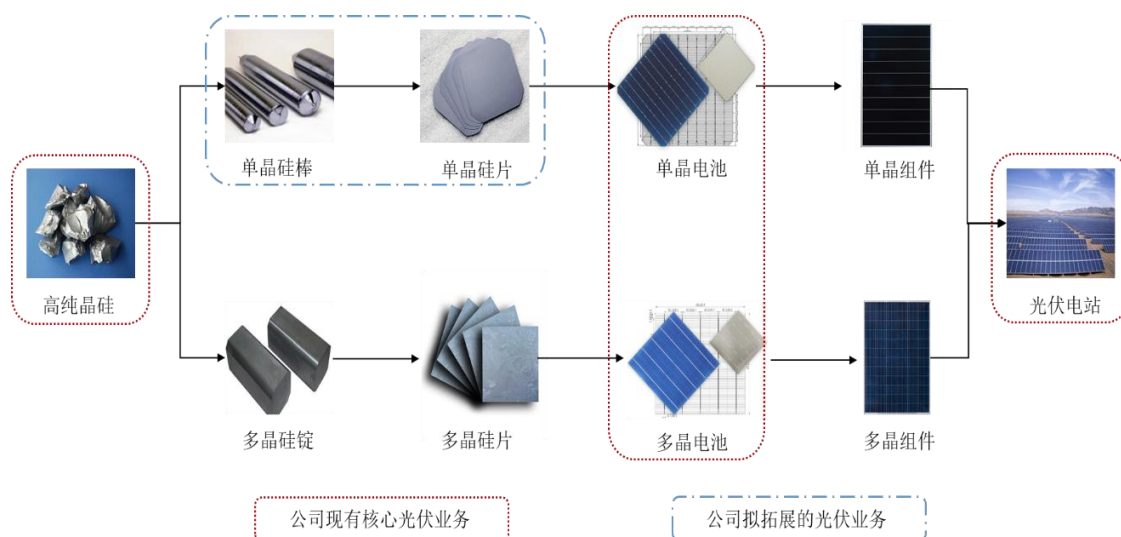 单晶硅棒
单晶硅片
单晶电池
单晶组件
高纯晶硅
光伏电站
多晶硅锭
多晶硅片
多晶电池
多晶组件
公司现有核心光伏业务
公司拟拓展的光伏业务